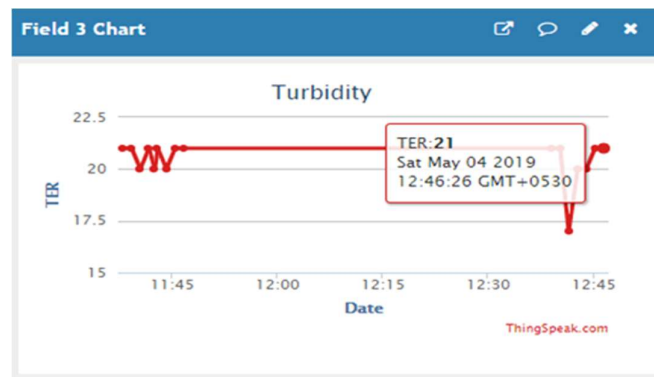 Field 3 Chart
Turbidity
22.5
20
17.5
15
TER
TER:21
Sat May 04 2019
12:46:26 GMT+0530
11:45 12:00 12:15 12:30 12:45
Date
ThingSpeak.com